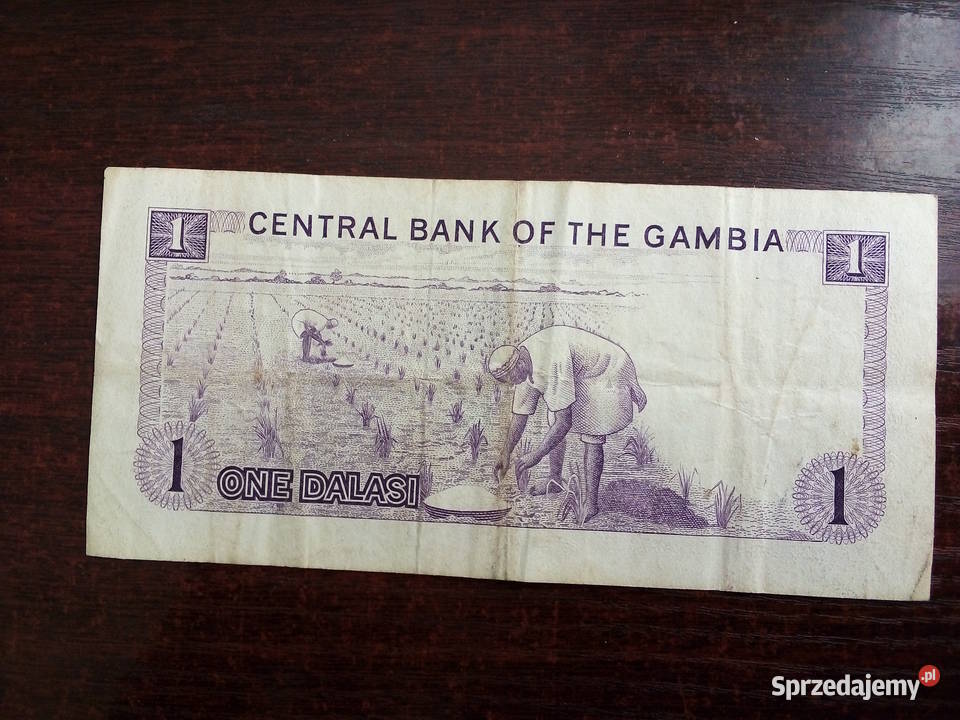 1 CENTRAL BANK OF THE GAMBIA 1
1 ONE DALASI 1
Sprzedajemy.pl